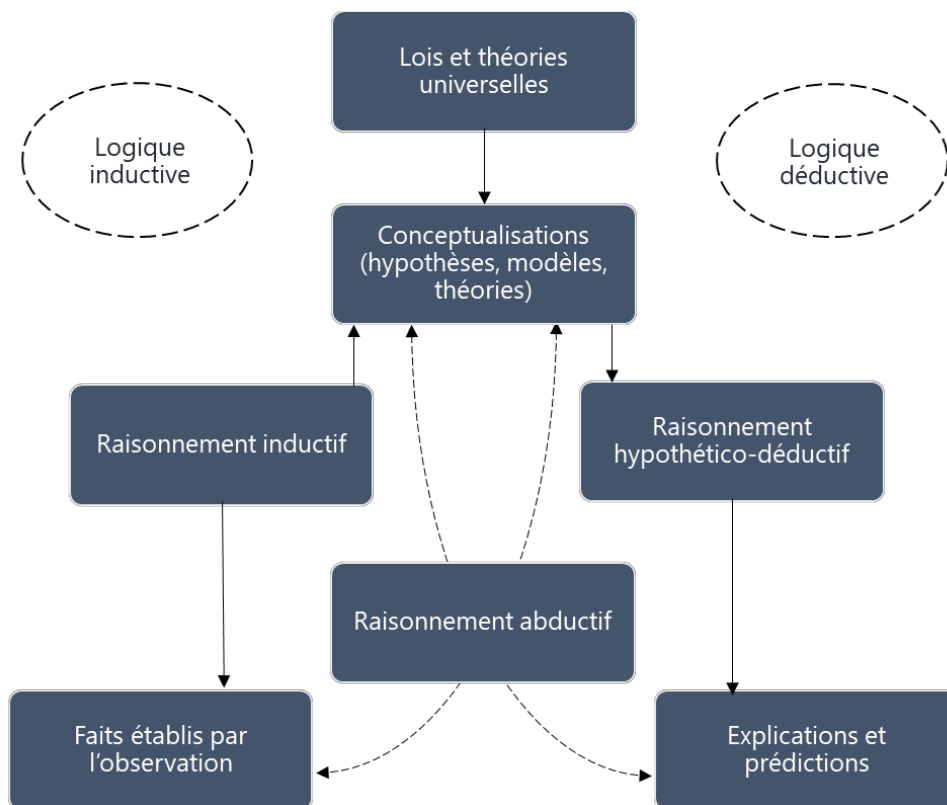 Lois et théories
universelles
Logique
inductive
Logique
déductive
Conceptualisations
(hypothèses, modèles,
théories)
Raisonnement inductif
Raisonnement
hypothético-déductif
Raisonnement abductif
Faits établis par
l’observation
Explications et
prédictions